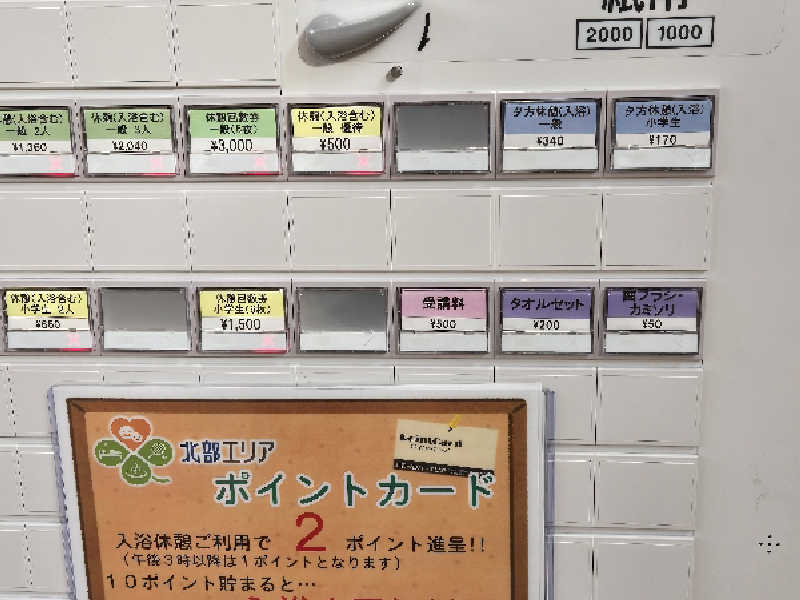 2000 1000
休憩(入浴含む)
一般 2人
¥1,360
休憩(入浴含む)
一般 3人
¥2,040
休憩回数券
一般(6枚)
¥3,000
休憩(入浴含む)
一般 優待
¥500
夕方休憩(入浴)
一般
¥340
夕方休憩(入浴)
小学生
¥170
休憩(入浴含む)
小学生 2人
休憩回数券
小学生(6枚)
¥1,500
受講料
¥500
タオルセット
¥200
歯ブラシ・
カミソリ
¥50
北部エリア
ポイントカード
入浴休憩ご利用で 2 ポイント進呈!!
(午後3時以降は1ポイントとなります)
10ポイント貯まると…